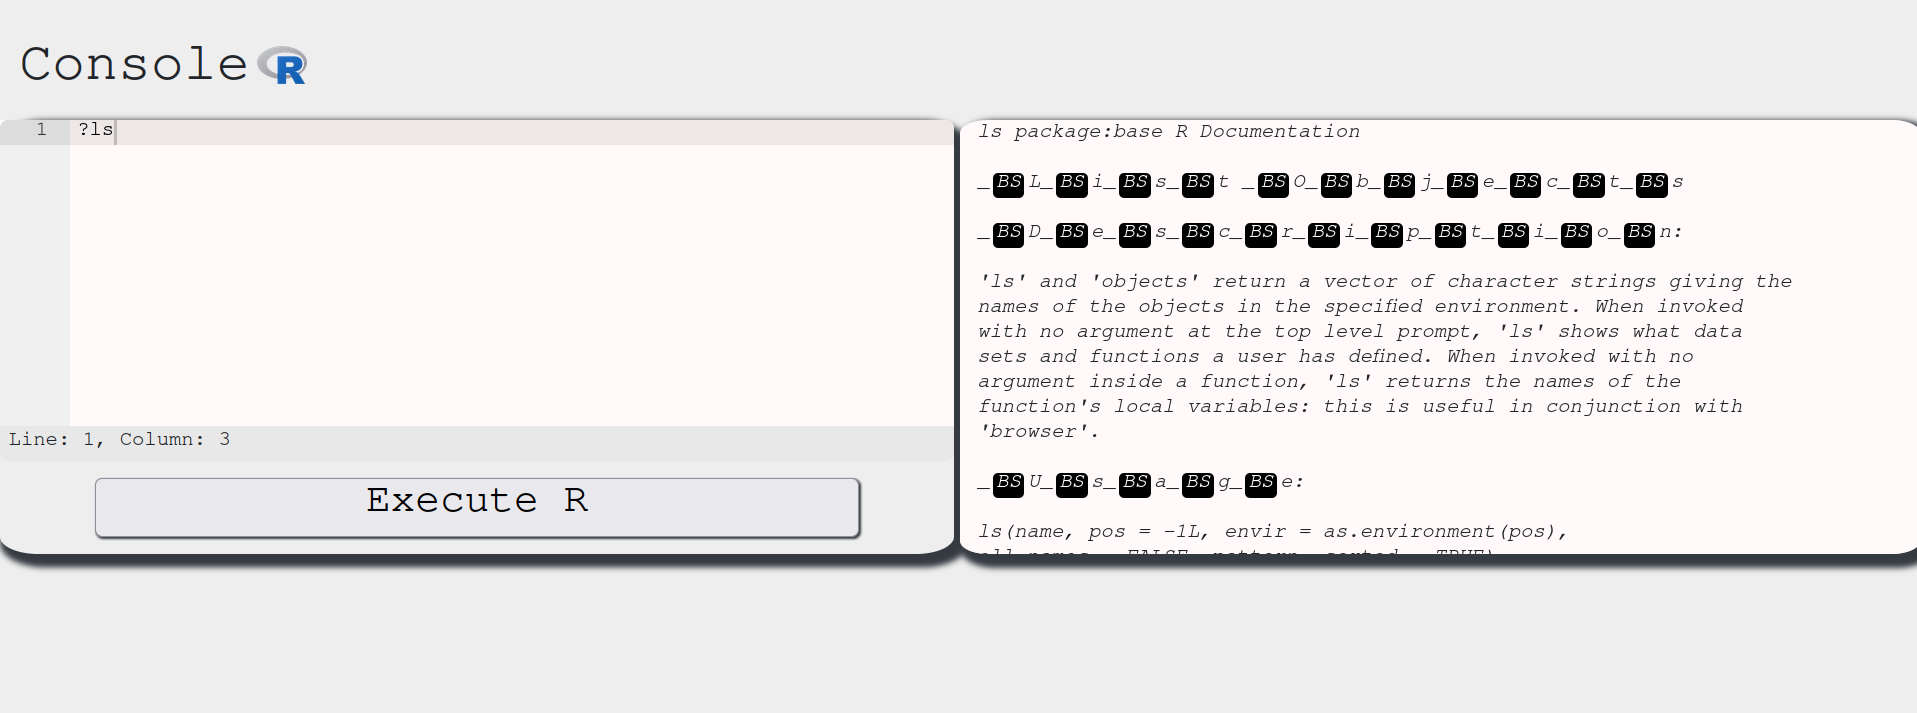 Console R
1 ?ls
Line: 1, Column: 3
Execute R
ls package:base R Documentation
_BSL_BSi_BSs_BSt _BSO_BSb_BSj_BSe_BSc_BSt_BSs
_BSD_BSe_BSs_BSc_BSr_BSi_BSp_BSt_BSi_BSo_BSn:
'ls' and 'objects' return a vector of character strings giving the
names of the objects in the specified environment. When invoked
with no argument at the top level prompt, 'ls' shows what data
sets and functions a user has defined. When invoked with no
argument inside a function, 'ls' returns the names of the
function's local variables: this is useful in conjunction with
'browser'.
_BSU_BSs_BSa_BSg_BSe:
ls(name, pos = -1L, envir = as.environment(pos),